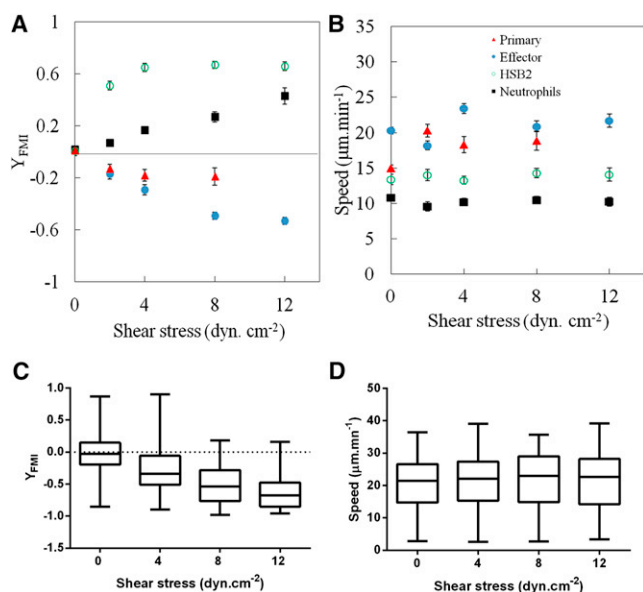 A
1
0.6
0.2
-0.2
-0.6
-1
Y_FMI
0
4
8
12
Shear stress (dyn. cm⁻²)
B
35
30
25
20
15
10
5
0
Speed (µm.min⁻¹)
Primary
Effector
HSB2
Neutrophils
0
4
8
12
Shear stress (dyn. cm⁻²)
C
1.0
0.5
0.0
-0.5
-1.0
-1.5
Y_FMI
0
4
8
12
Shear stress (dyn.cm⁻²)
D
50
40
30
20
10
0
Speed (µm.mn⁻¹)
0
4
8
12
Shear stress (dyn.cm⁻²)